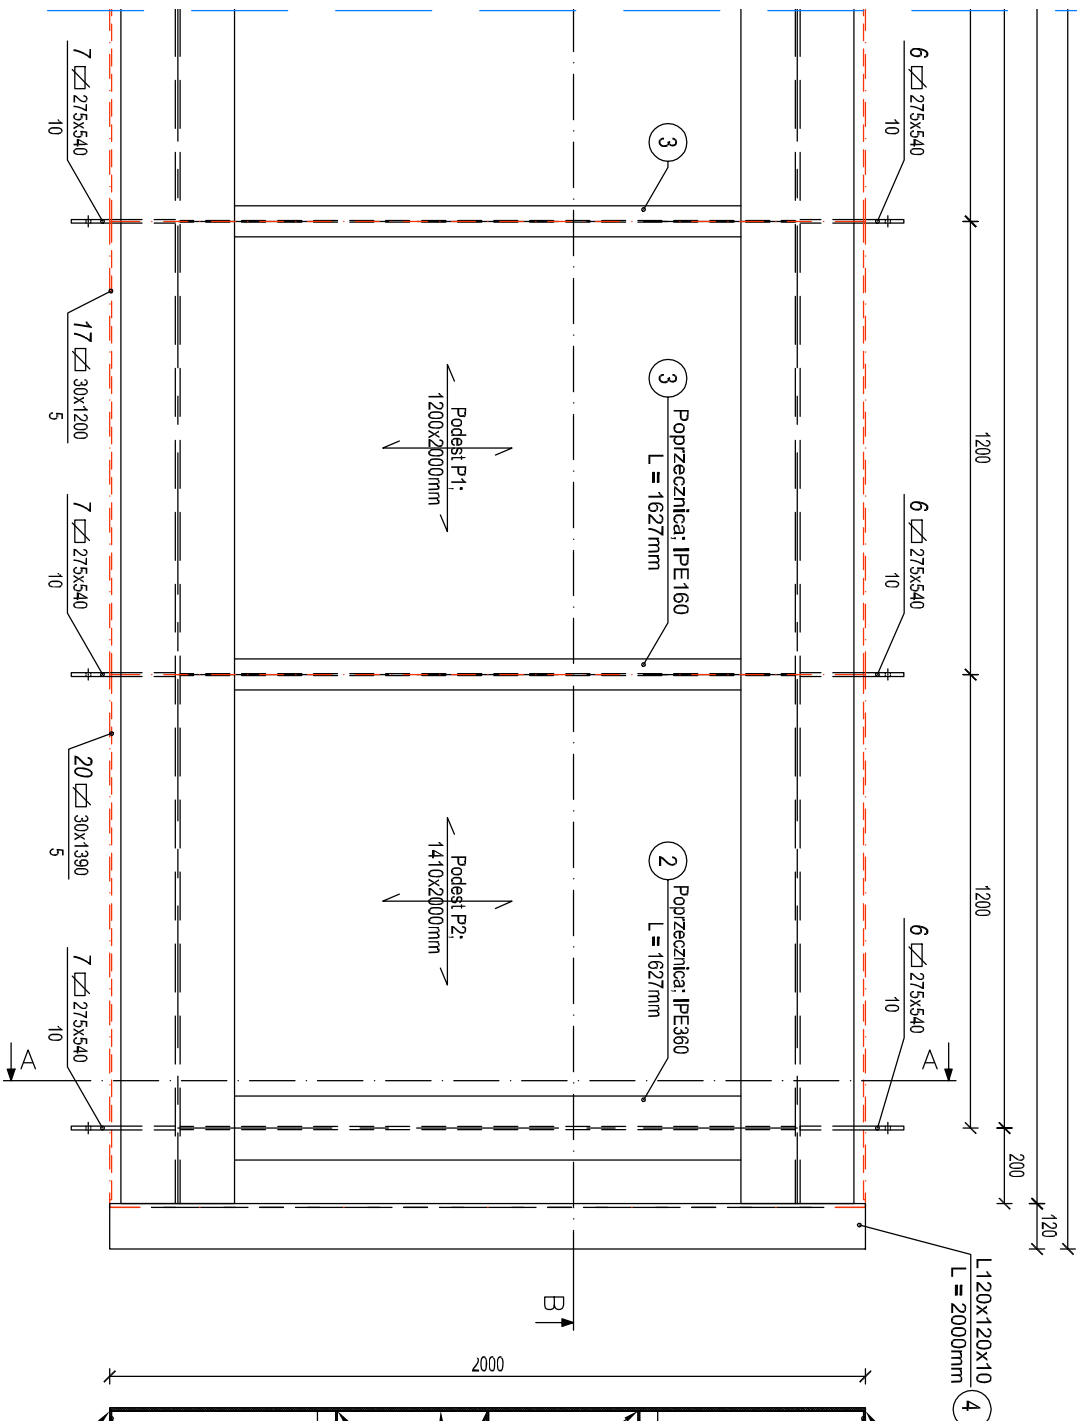 7 275x540
10
6 275x540
10
3
17 30x1200
5
Podest P1;
1200x2000mm
3 Poprzecznica; IPE160
L = 1627mm
1200
7 275x540
10
6 275x540
10
20 30x1390
5
Podest P2;
1410x2000mm
2 Poprzecznica; IPE360
L = 1627mm
1200
7 275x540
10
6 275x540
10
A
A
200
120
B
L120x120x10
L = 2000mm
4
2000